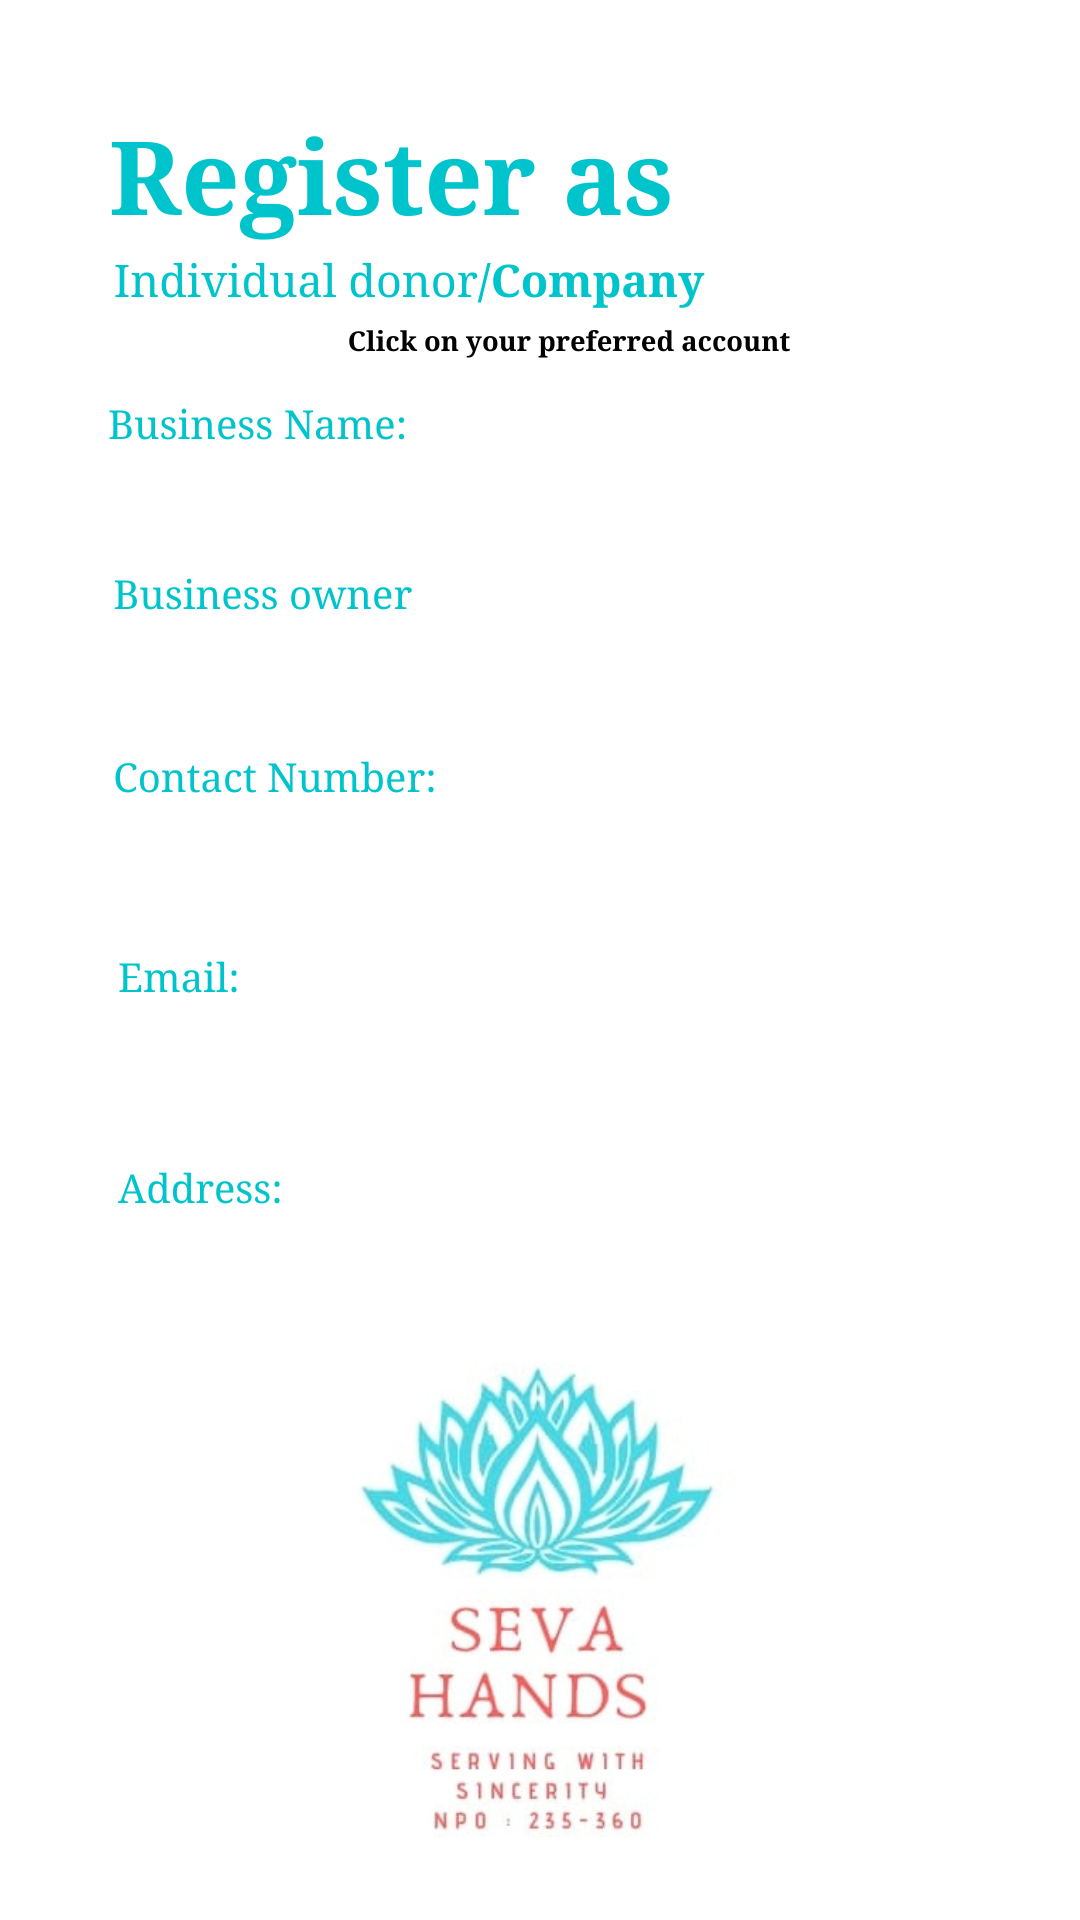 Register as
Individual donor/Company
Click on your preferred account
Business Name:
Business owner
Contact Number:
Email:
Address:
SEVA
HANDS
SERVING WITH
SINCERITY
NPO : 235-360